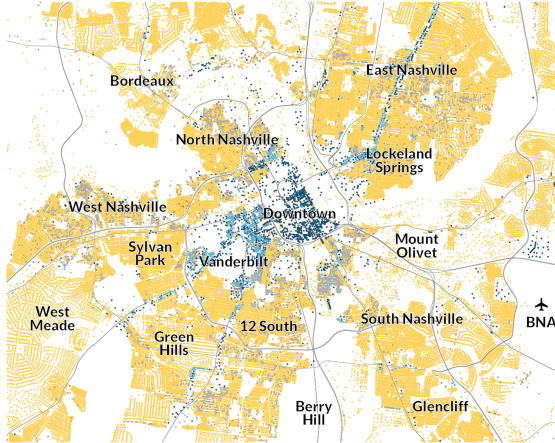 Bordeaux
East Nashville
North Nashville
Lockeland
Springs
West Nashville
Downtown
Sylvan
Park
Vanderbilt
Mount
Olivet
West
Meade
Green
Hills
12 South
South Nashville
BNA
Berry
Hill
Glencliff